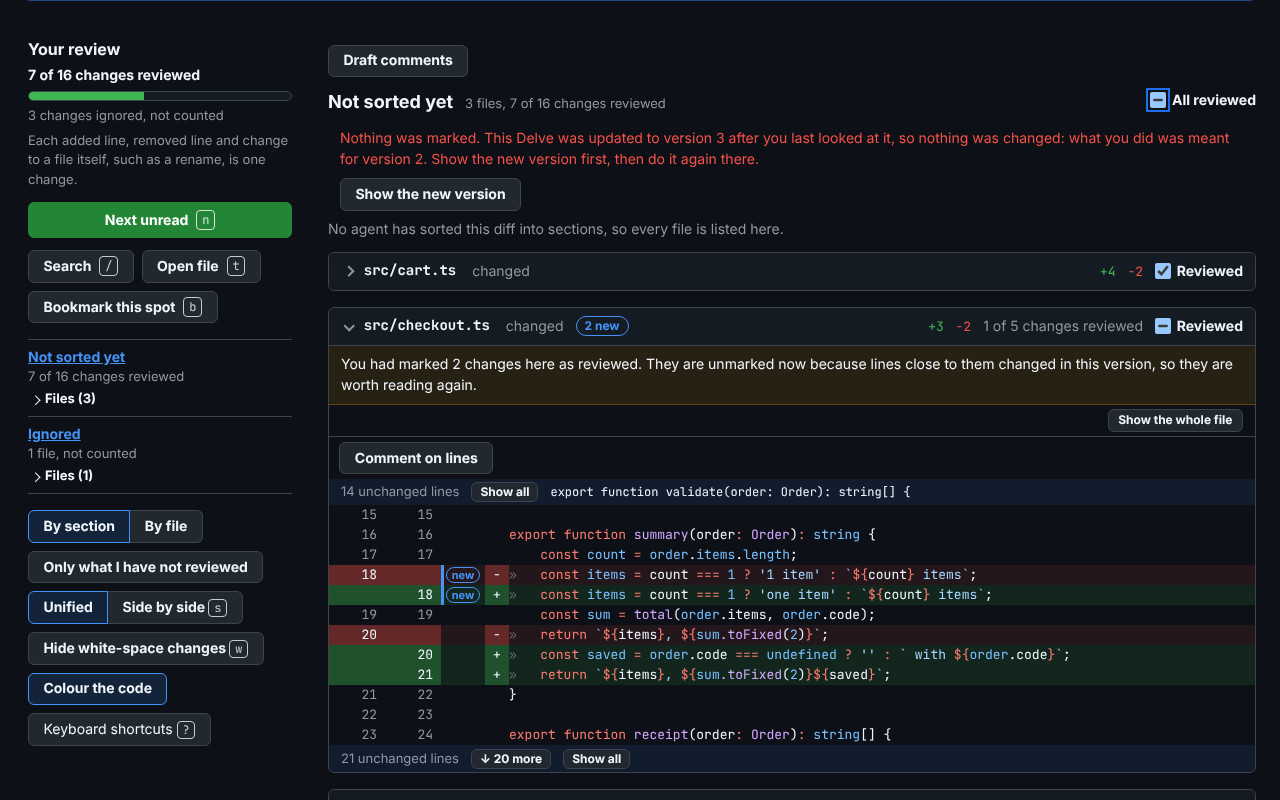 Your review
7 of 16 changes reviewed
3 changes ignored, not counted
Each added line, removed line and change
to a file itself, such as a rename, is one
change.
Next unread n
Search / Open file t
Bookmark this spot b
Not sorted yet
7 of 16 changes reviewed
Files (3)
Ignored
1 file, not counted
Files (1)
By section By file
Only what I have not reviewed
Unified Side by side s
Hide white-space changes w
Colour the code
Keyboard shortcuts ?
Draft comments
Not sorted yet 3 files, 7 of 16 changes reviewed All reviewed
Nothing was marked. This Delve was updated to version 3 after you last looked at it, so nothing was changed: what you did was meant
for version 2. Show the new version first, then do it again there.
Show the new version
No agent has sorted this diff into sections, so every file is listed here.
src/cart.ts changed +4 -2 Reviewed
src/checkout.ts changed 2 new +3 -2 1 of 5 changes reviewed Reviewed
You had marked 2 changes here as reviewed. They are unmarked now because lines close to them changed in this version, so they are
worth reading again.
Show the whole file
Comment on lines
14 unchanged lines Show all export function validate(order: Order): string[] {
15 15
16 16 export function summary(order: Order): string {
17 17 const count = order.items.length;
18 new - » const items = count === 1 ? '1 item' : `${count} items`;
18 new + » const items = count === 1 ? 'one item' : `${count} items`;
19 19 const sum = total(order.items, order.code);
20 - » return `${items}, ${sum.toFixed(2)}`;
20 + » const saved = order.code === undefined ? '' : ` with ${order.code}`;
21 + » return `${items}, ${sum.toFixed(2)}${saved}`;
21 22 }
22 23
23 24 export function receipt(order: Order): string[] {
21 unchanged lines ↓ 20 more Show all